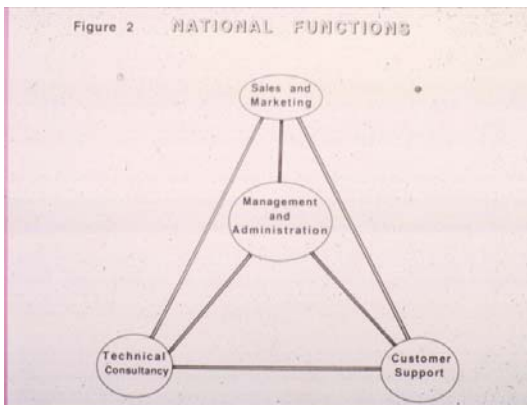 Figure 2 NATIONAL FUNCTIONS
Sales and
Marketing
Management
and
Administration
Technical
Consultancy
Customer
Support